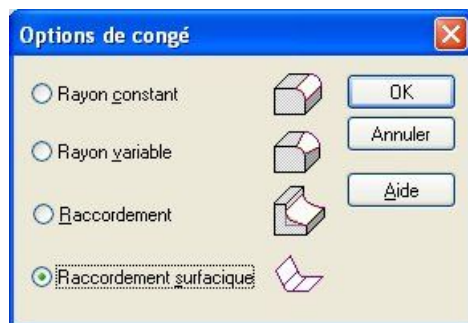 Options de congé
Rayon constant
OK
Rayon variable
Annuler
Raccordement
Aide
Raccordement surfacique